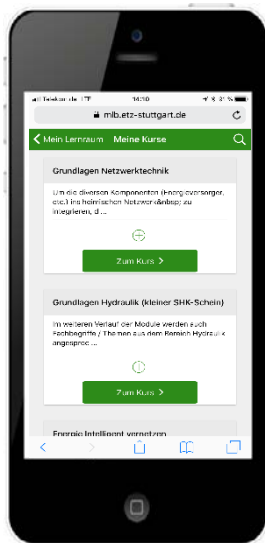 Telekom.de LTE 14:10 31 %
mlb.etz-stuttgart.de
Mein Lernraum Meine Kurse
Grundlagen Netzwerktechnik
Um die diversen Komponenten (Energieversorger,
etc.) ins heimischen Netzwerk&nbsp; zu
integrieren, d ...
Zum Kurs >
Grundlagen Hydraulik (kleiner SHK-Schein)
Im weiteren Verlauf der Module werden auch
Fachbegriffe / Themen aus dem Bereich Hydraulik
angesproc ...
Zum Kurs >
Energie Intelligent vernetzen